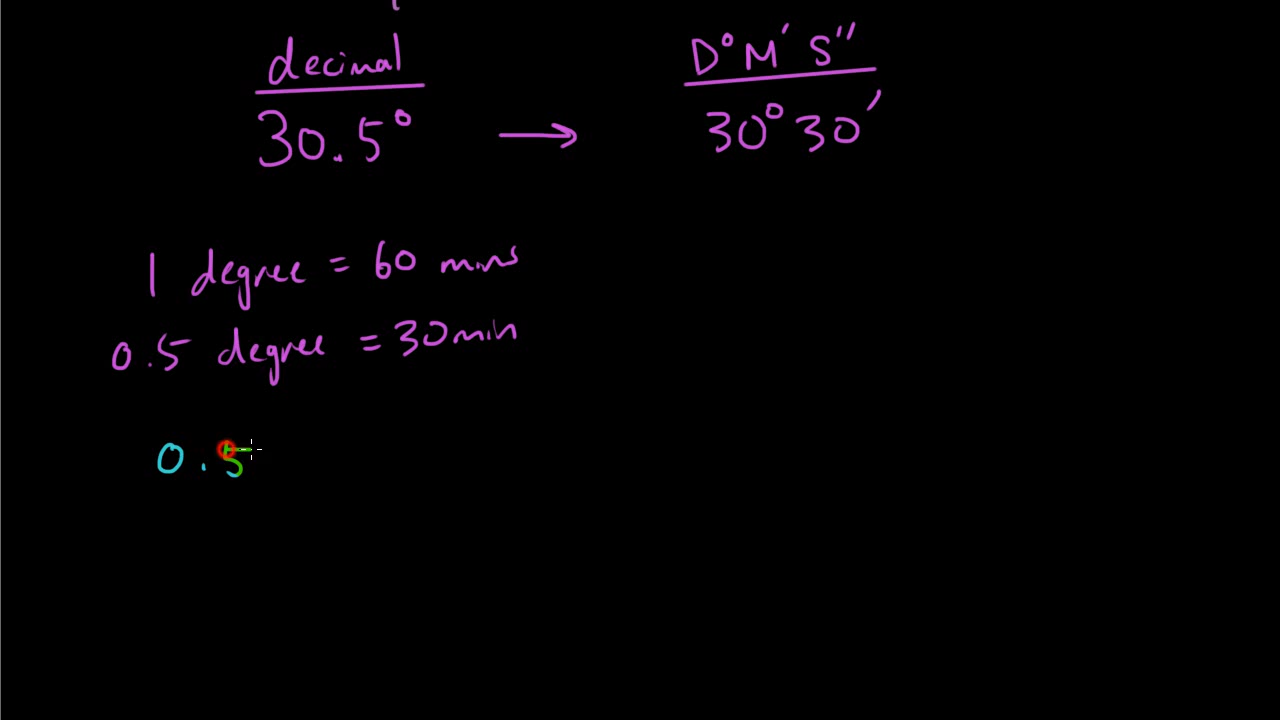 decimal D° M' S"
30.5° → 30° 30'
1 degree = 60 mins
0.5 degree = 30 min
0.5